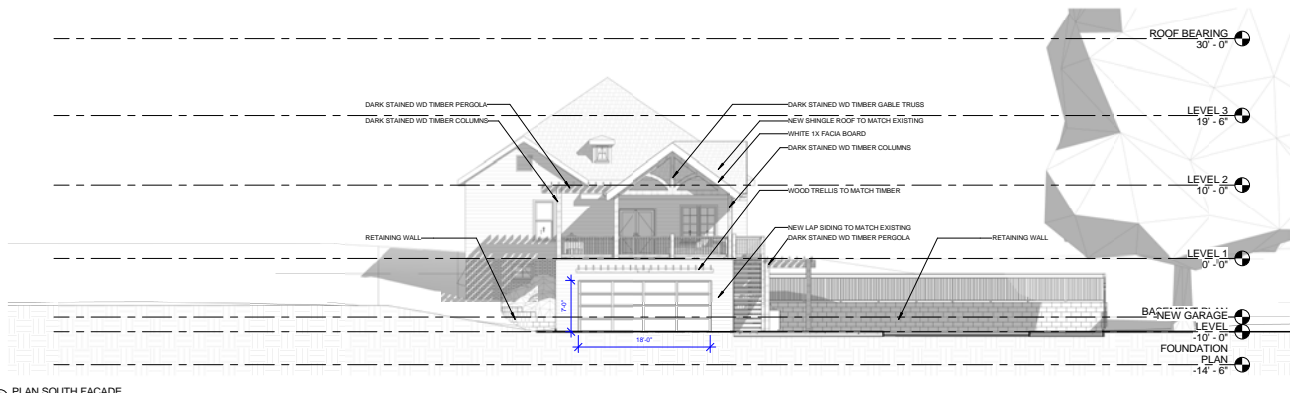 ROOF BEARING
30' - 0"
LEVEL 3
19' - 6"
LEVEL 2
10' - 0"
LEVEL 1
0' - 0"
NEW GARAGE
LEVEL
-10' - 0"
FOUNDATION
PLAN
-14' - 6"
DARK STAINED WD TIMBER PERGOLA
DARK STAINED WD TIMBER COLUMNS
RETAINING WALL
DARK STAINED WD TIMBER GABLE TRUSS
NEW SHINGLE ROOF TO MATCH EXISTING
WHITE 1X FACIA BOARD
DARK STAINED WD TIMBER COLUMNS
WOOD TRELLIS TO MATCH TIMBER
NEW LAP SIDING TO MATCH EXISTING
DARK STAINED WD TIMBER PERGOLA
RETAINING WALL
7'-0"
18'-0"
PLAN SOUTH FACADE